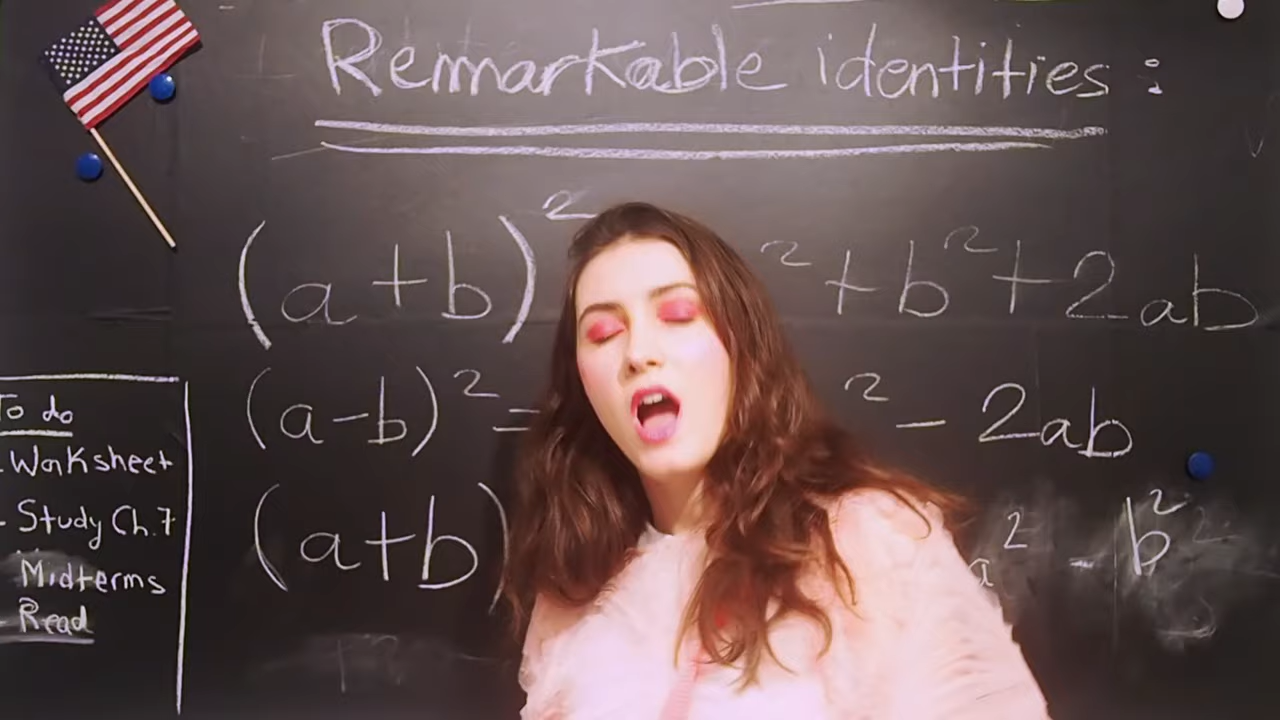 Remarkable identities :
(a+b)² ² + b² + 2ab
(a-b)² = ² - 2ab
(a+b) a² - b²
To do
- Worksheet
- Study Ch.7
Midterms
- Read